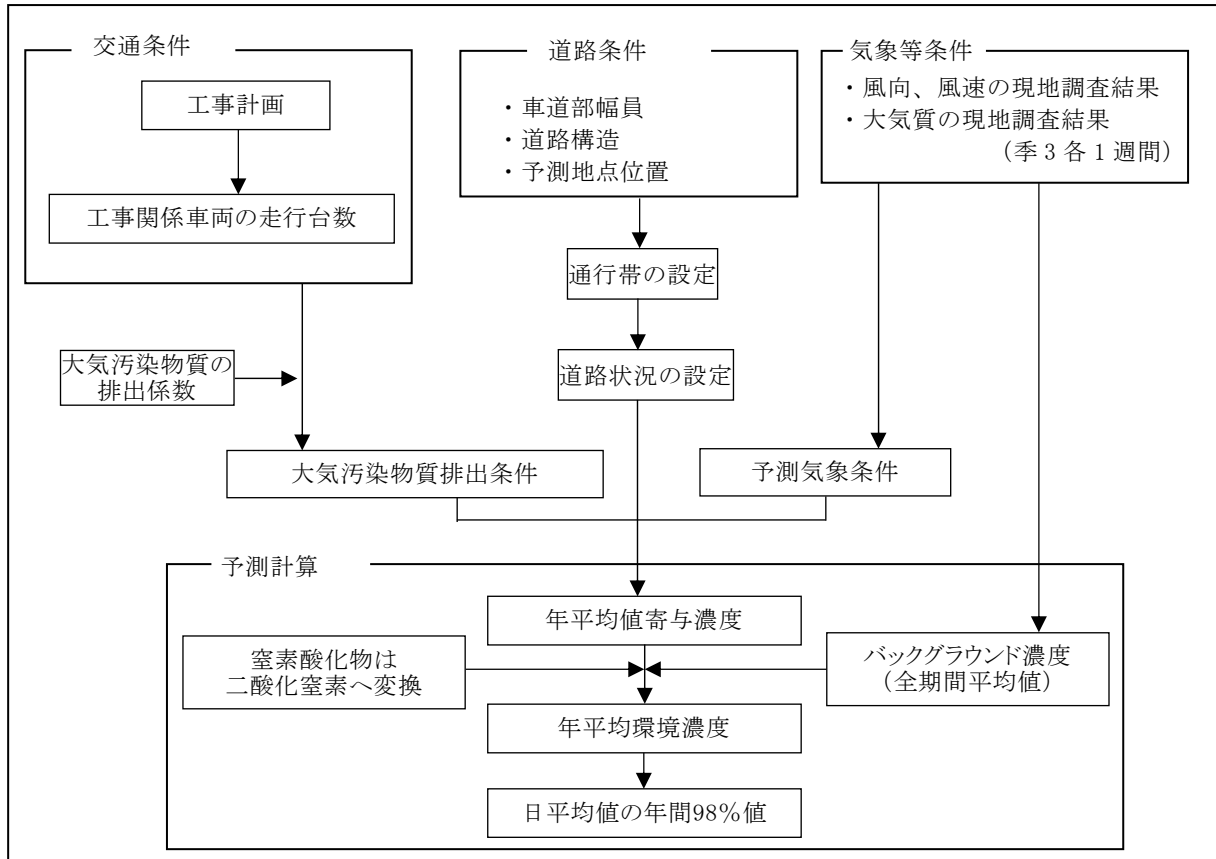 交通条件
工事計画
工事関係車両の走行台数
道路条件
・車道部幅員
・道路構造
・予測地点位置
気象等条件
・風向、風速の現地調査結果
・大気質の現地調査結果
（季３各１週間）
通行帯の設定
道路状況の設定
大気汚染物質の
排出係数
大気汚染物質排出条件
予測気象条件
予測計算
年平均値寄与濃度
窒素酸化物は
二酸化窒素へ変換
バックグラウンド濃度
（全期間平均値）
年平均環境濃度
日平均値の年間98％値